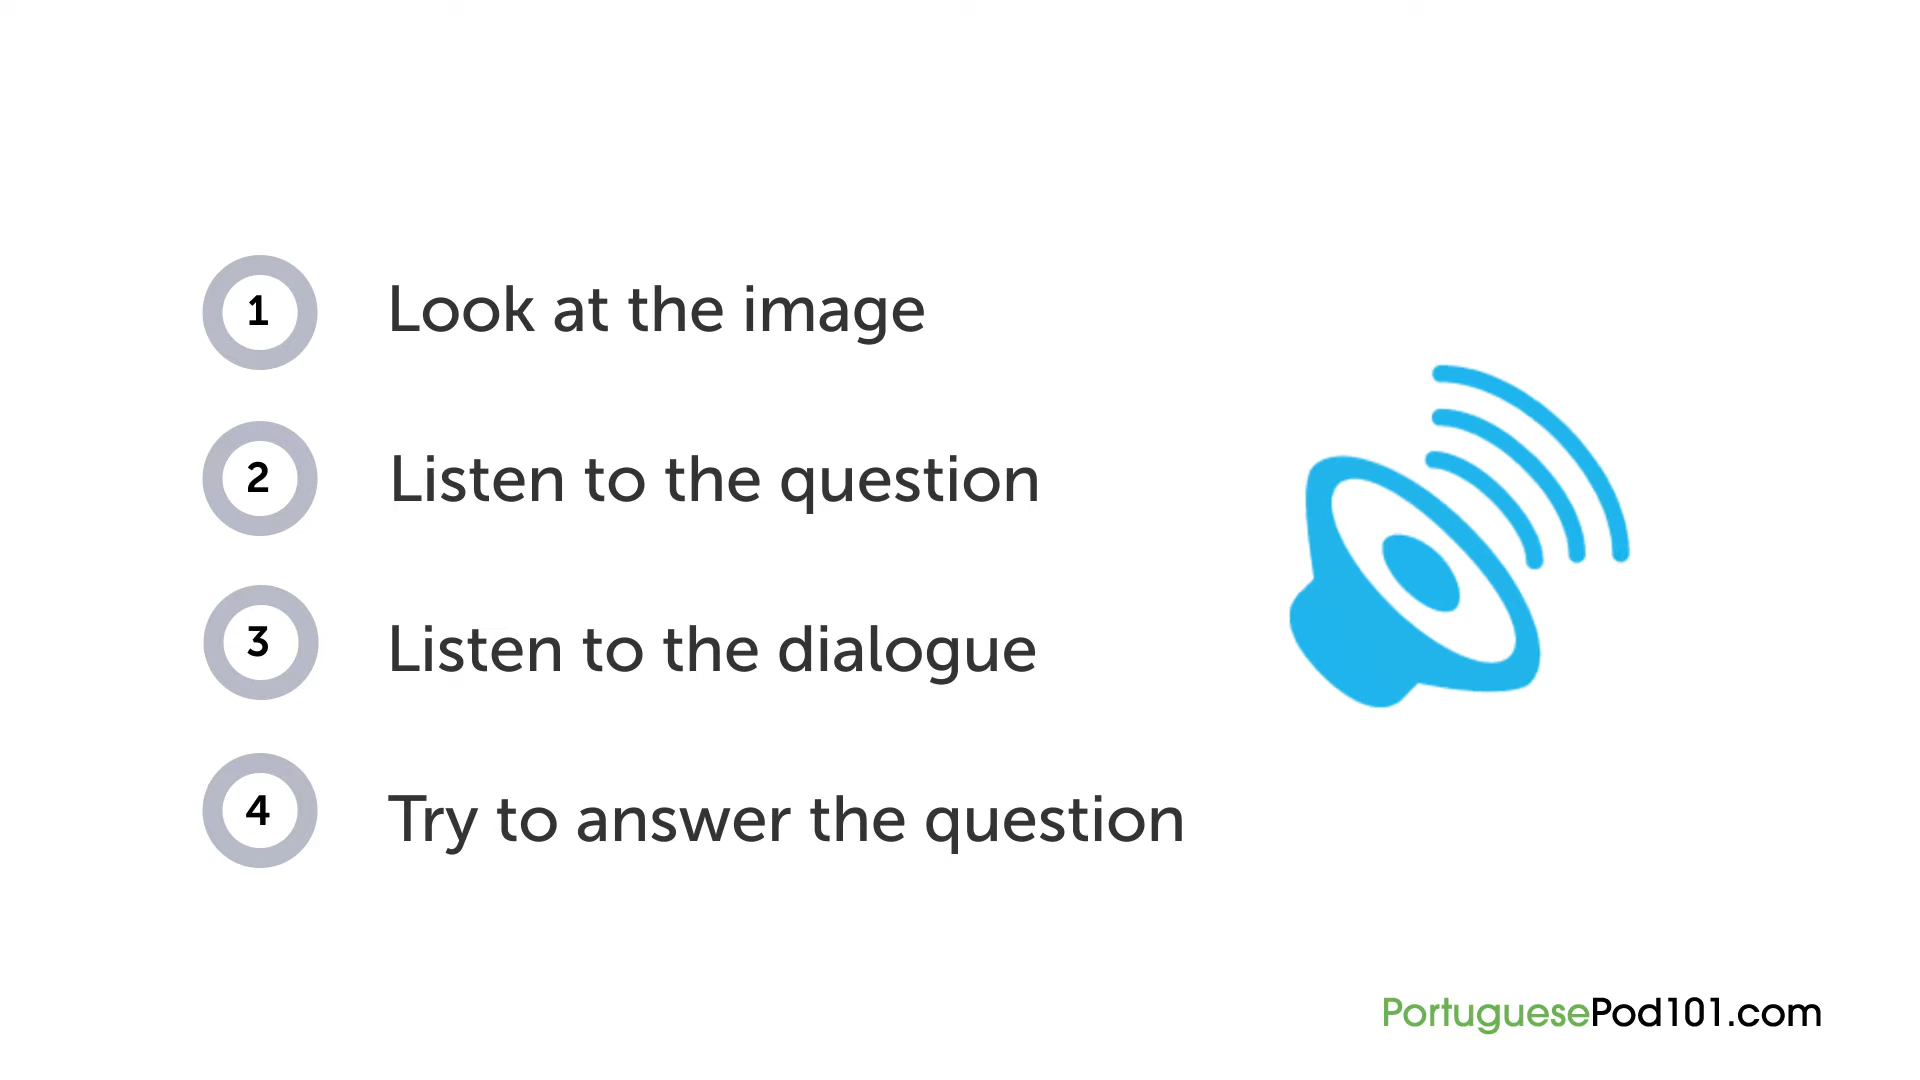 1 Look at the image
2 Listen to the question
3 Listen to the dialogue
4 Try to answer the question
PortuguesePod101.com